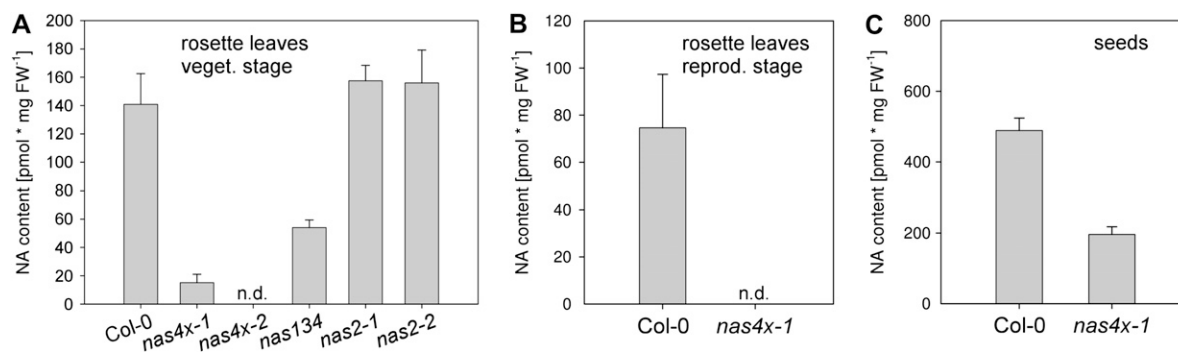 A
NA content [pmol * mg FW⁻¹]
200
180
160
140
120
100
80
60
40
20
0
rosette leaves
veget. stage
n.d.
Col-0
nas4x-1
nas4x-2
nas134
nas2-1
nas2-2
B
NA content [pmol * mg FW⁻¹]
120
100
80
60
40
20
0
rosette leaves
reprod. stage
n.d.
Col-0
nas4x-1
C
NA content [pmol * mg FW⁻¹]
800
600
400
200
0
seeds
Col-0
nas4x-1